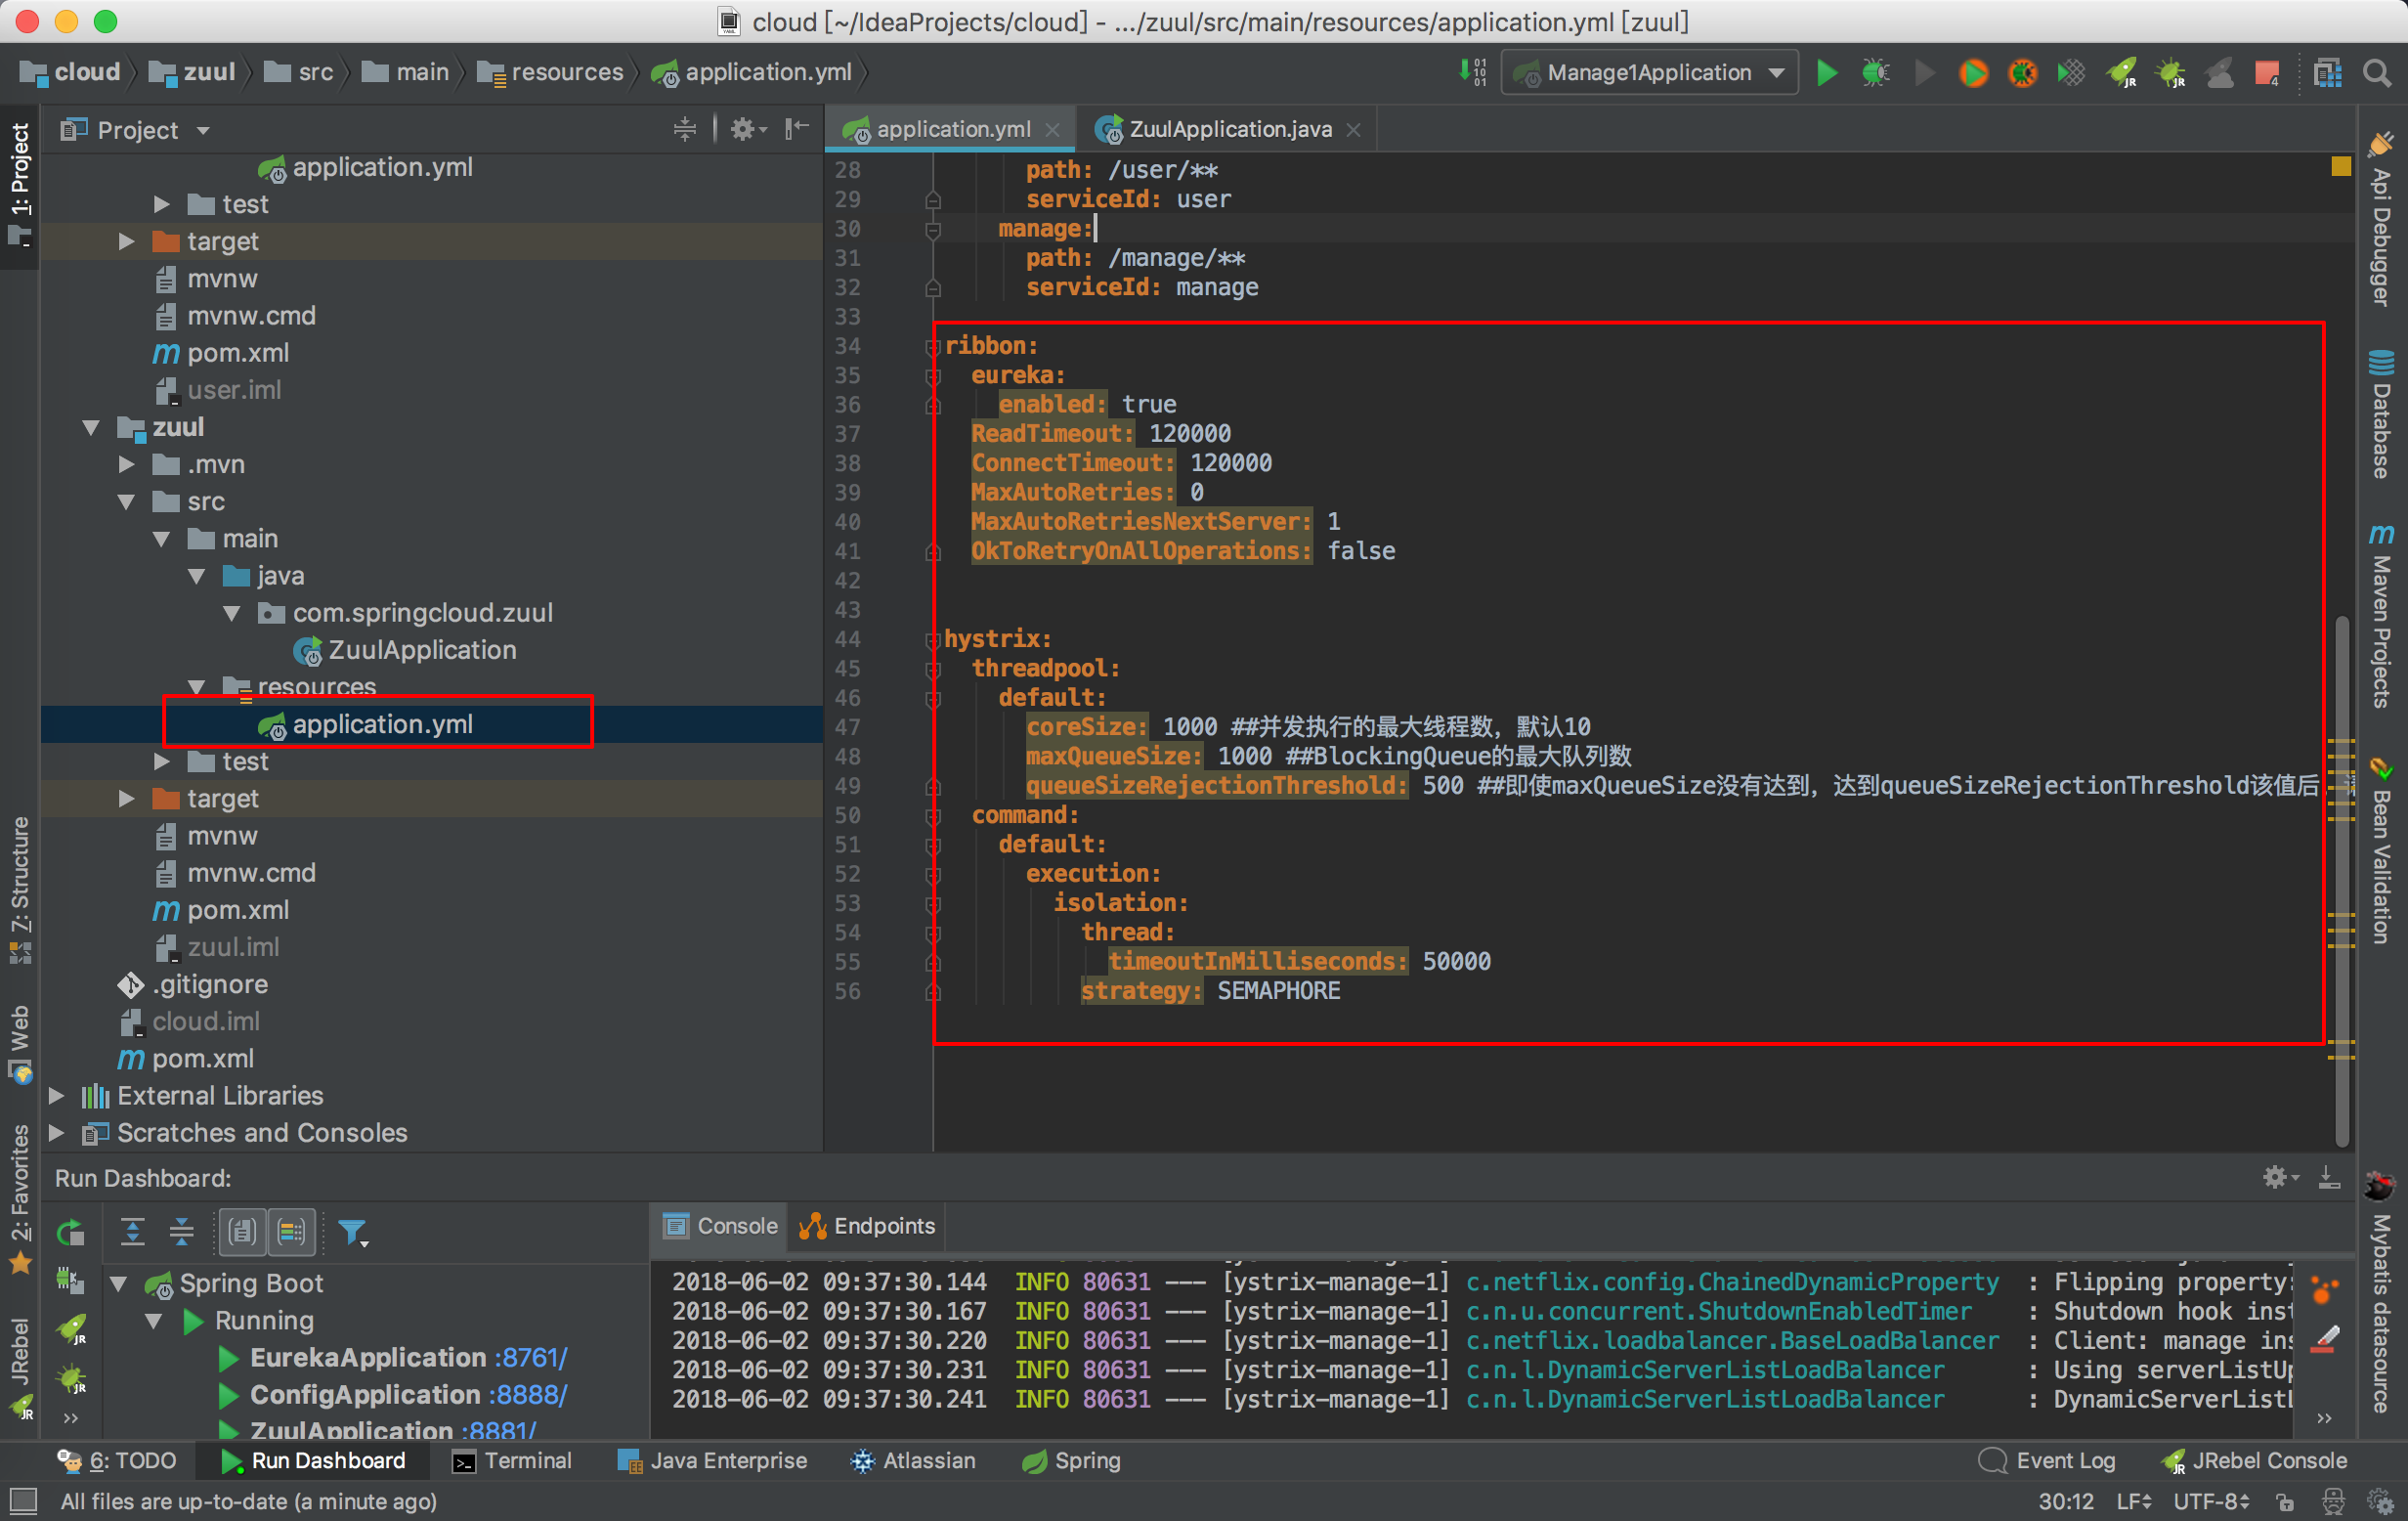 cloud [~/IdeaProjects/cloud] - .../zuul/src/main/resources/application.yml [zuul]
cloud zuul src main resources application.yml
Manage1Application
4
1: Project
Z: Structure
Web
2: Favorites
JRebel
Project
application.yml
test
target
mvnw
mvnw.cmd
pom.xml
user.iml
zuul
.mvn
src
main
java
com.springcloud.zuul
ZuulApplication
resources
application.yml
test
target
mvnw
mvnw.cmd
pom.xml
zuul.iml
.gitignore
cloud.iml
pom.xml
External Libraries
Scratches and Consoles
application.yml ZuulApplication.java
28 path: /user/**
29 serviceId: user
30 manage:
31 path: /manage/**
32 serviceId: manage
33
34 ribbon:
35 eureka:
36 enabled: true
37 ReadTimeout: 120000
38 ConnectTimeout: 120000
39 MaxAutoRetries: 0
40 MaxAutoRetriesNextServer: 1
41 OkToRetryOnAllOperations: false
42
43
44 hystrix:
45 threadpool:
46 default:
47 coreSize: 1000 ##并发执行的最大线程数，默认10
48 maxQueueSize: 1000 ##BlockingQueue的最大队列数
49 queueSizeRejectionThreshold: 500 ##即使maxQueueSize没有达到，达到queueSizeRejectionThreshold该值后
50 command:
51 default:
52 execution:
53 isolation:
54 thread:
55 timeoutInMilliseconds: 50000
56 strategy: SEMAPHORE
Api Debugger
Database
Maven Projects
Bean Validation
Mybatis datasource
Run Dashboard:
Console Endpoints
Spring Boot
Running
EurekaApplication :8761/
ConfigApplication :8888/
ZuulApplication :8881/
2018-06-02 09:37:30.144 INFO 80631 --- [ystrix-manage-1] c.netflix.config.ChainedDynamicProperty : Flipping property:
2018-06-02 09:37:30.167 INFO 80631 --- [ystrix-manage-1] c.n.u.concurrent.ShutdownEnabledTimer : Shutdown hook inst
2018-06-02 09:37:30.220 INFO 80631 --- [ystrix-manage-1] c.netflix.loadbalancer.BaseLoadBalancer : Client: manage ins
2018-06-02 09:37:30.231 INFO 80631 --- [ystrix-manage-1] c.n.l.DynamicServerListLoadBalancer : Using serverListUp
2018-06-02 09:37:30.241 INFO 80631 --- [ystrix-manage-1] c.n.l.DynamicServerListLoadBalancer : DynamicServerListL
6: TODO Run Dashboard Terminal Java Enterprise Atlassian Spring Event Log JRebel Console
All files are up-to-date (a minute ago) 30:12 LF UTF-8